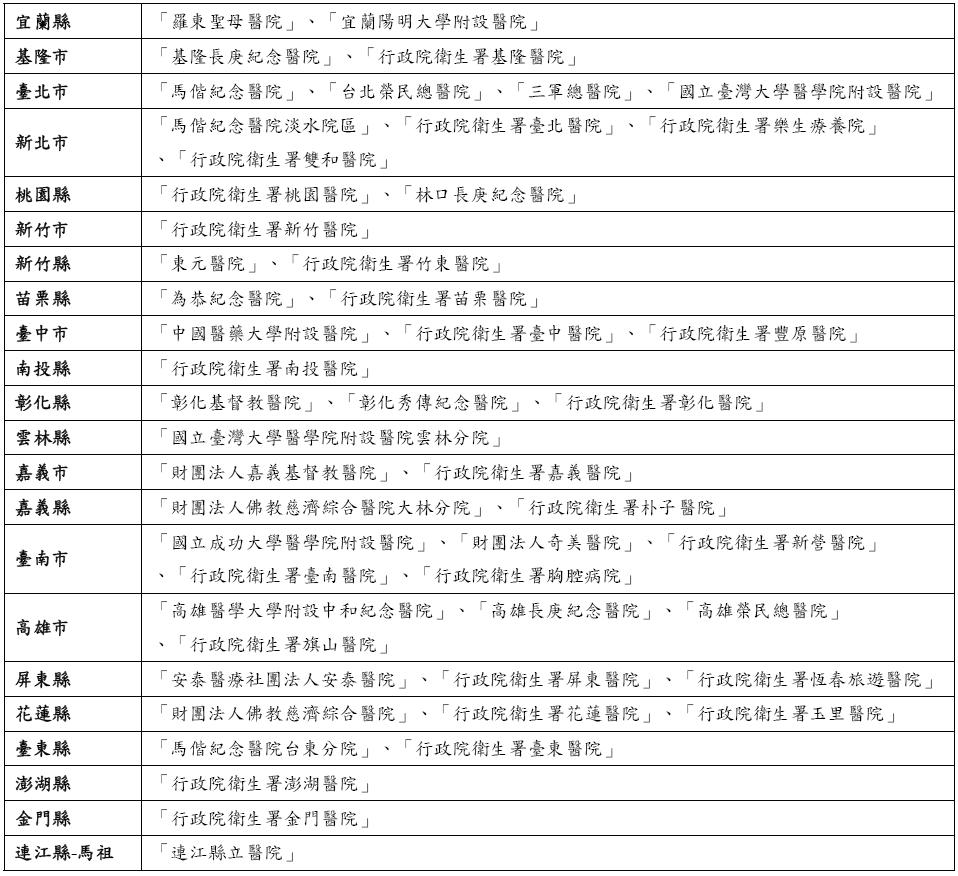 宜蘭縣 「羅東聖母醫院」、「宜蘭陽明大學附設醫院」
基隆市 「基隆長庚紀念醫院」、「行政院衛生署基隆醫院」
臺北市 「馬偕紀念醫院」、「台北榮民總醫院」、「三軍總醫院」、「國立臺灣大學醫學院附設醫院」
新北市 「馬偕紀念醫院淡水院區」、「行政院衛生署臺北醫院」、「行政院衛生署樂生療養院」
、「行政院衛生署雙和醫院」
桃園縣 「行政院衛生署桃園醫院」、「林口長庚紀念醫院」
新竹市 「行政院衛生署新竹醫院」
新竹縣 「東元醫院」、「行政院衛生署竹東醫院」
苗栗縣 「為恭紀念醫院」、「行政院衛生署苗栗醫院」
臺中市 「中國醫藥大學附設醫院」、「行政院衛生署臺中醫院」、「行政院衛生署豐原醫院」
南投縣 「行政院衛生署南投醫院」
彰化縣 「彰化基督教醫院」、「彰化秀傳紀念醫院」、「行政院衛生署彰化醫院」
雲林縣 「國立臺灣大學醫學院附設醫院雲林分院」
嘉義市 「財團法人嘉義基督教醫院」、「行政院衛生署嘉義醫院」
嘉義縣 「財團法人佛教慈濟綜合醫院大林分院」、「行政院衛生署朴子醫院」
臺南市 「國立成功大學醫學院附設醫院」、「財團法人奇美醫院」、「行政院衛生署新營醫院」
、「行政院衛生署臺南醫院」、「行政院衛生署胸腔病院」
高雄市 「高雄醫學大學附設中和紀念醫院」、「高雄長庚紀念醫院」、「高雄榮民總醫院」
、「行政院衛生署旗山醫院」
屏東縣 「安泰醫療社團法人安泰醫院」、「行政院衛生署屏東醫院」、「行政院衛生署恆春旅遊醫院」
花蓮縣 「財團法人佛教慈濟綜合醫院」、「行政院衛生署花蓮醫院」、「行政院衛生署玉里醫院」
臺東縣 「馬偕紀念醫院台東分院」、「行政院衛生署臺東醫院」
澎湖縣 「行政院衛生署澎湖醫院」
金門縣 「行政院衛生署金門醫院」
連江縣-馬祖 「連江縣立醫院」